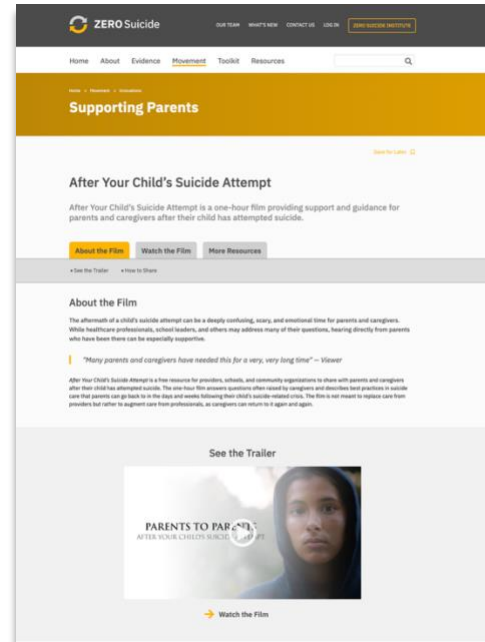 ZERO Suicide
OUR TEAM WHAT'S NEW CONTACT US LOG IN ZERO SUICIDE INSTITUTE
Home About Evidence Movement Toolkit Resources
Home > Movement > Innovations
Supporting Parents
Save for Later
After Your Child's Suicide Attempt
After Your Child's Suicide Attempt is a one-hour film providing support and guidance for
parents and caregivers after their child has attempted suicide.
About the Film Watch the Film More Resources
See the Trailer How to Share
About the Film
The aftermath of a child's suicide attempt can be a deeply confusing, scary, and emotional time for parents and caregivers.
While healthcare professionals, school leaders, and others may address many of their questions, hearing directly from parents
who have been there can be especially supportive.
"Many parents and caregivers have needed this for a very, very long time" – Viewer
After Your Child's Suicide Attempt is a free resource for providers, schools, and community organizations to share with parents and caregivers
after their child has attempted suicide. The one-hour film answers questions often raised by caregivers and describes best practices in suicide
care that parents can go back to in the days and weeks following their child's suicide-related crisis. The film is not meant to replace care from
providers but rather to augment care from professionals, as caregivers can return to it again and again.
See the Trailer
PARENTS TO PARENTS
AFTER YOUR CHILD'S SUICIDE ATTEMPT
Watch the Film